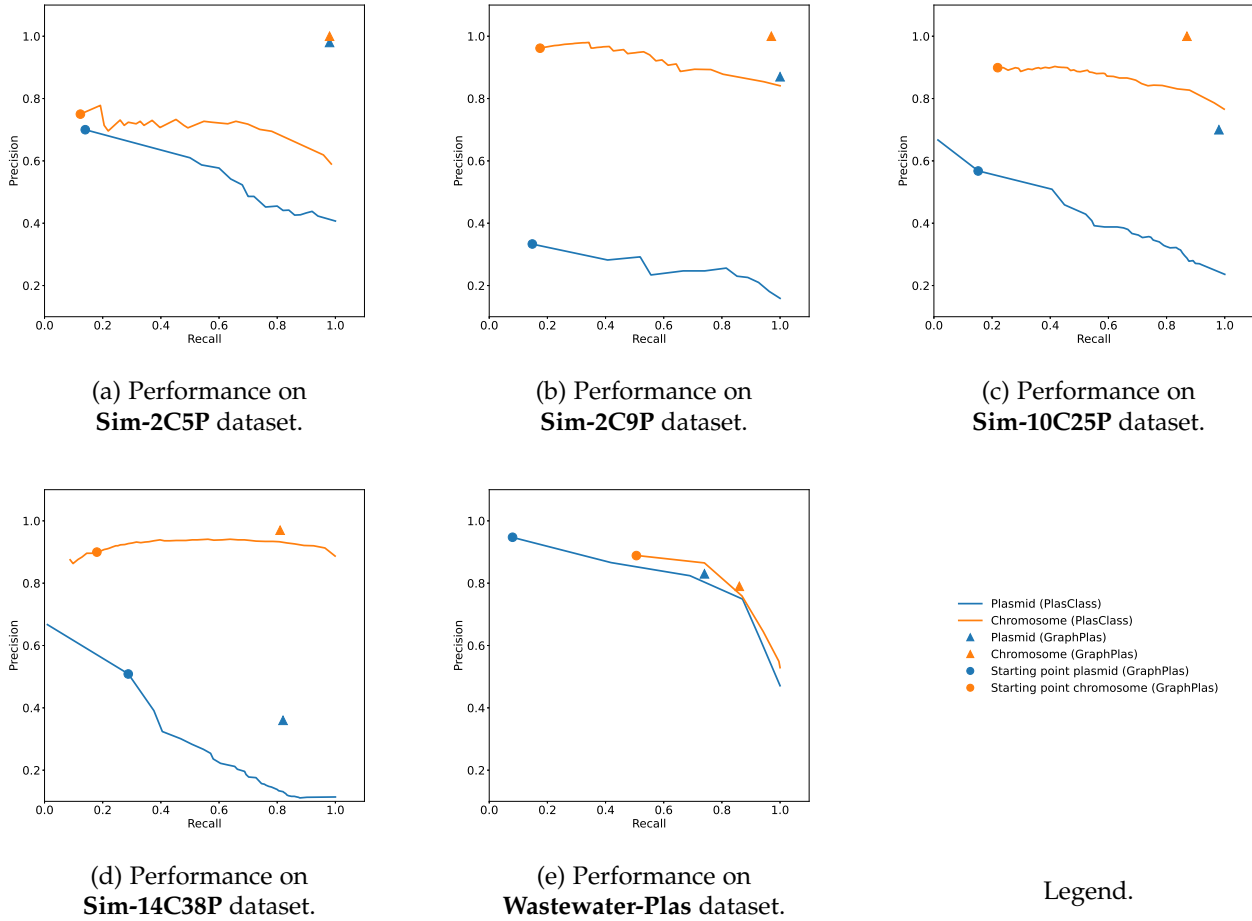 1.0
0.8
0.6
0.4
0.2
Precision
0.0 0.2 0.4 0.6 0.8 1.0
Recall
(a) Performance on
Sim-2C5P dataset.
1.0
0.8
0.6
0.4
0.2
Precision
0.0 0.2 0.4 0.6 0.8 1.0
Recall
(b) Performance on
Sim-2C9P dataset.
1.0
0.8
0.6
0.4
0.2
Precision
0.0 0.2 0.4 0.6 0.8 1.0
Recall
(c) Performance on
Sim-10C25P dataset.
1.0
0.8
0.6
0.4
0.2
Precision
0.0 0.2 0.4 0.6 0.8 1.0
Recall
(d) Performance on
Sim-14C38P dataset.
1.0
0.8
0.6
0.4
0.2
Precision
0.0 0.2 0.4 0.6 0.8 1.0
Recall
(e) Performance on
Wastewater-Plas dataset.
Plasmid (PlasClass)
Chromosome (PlasClass)
Plasmid (GraphPlas)
Chromosome (GraphPlas)
Starting point plasmid (GraphPlas)
Starting point chromosome (GraphPlas)
Legend.